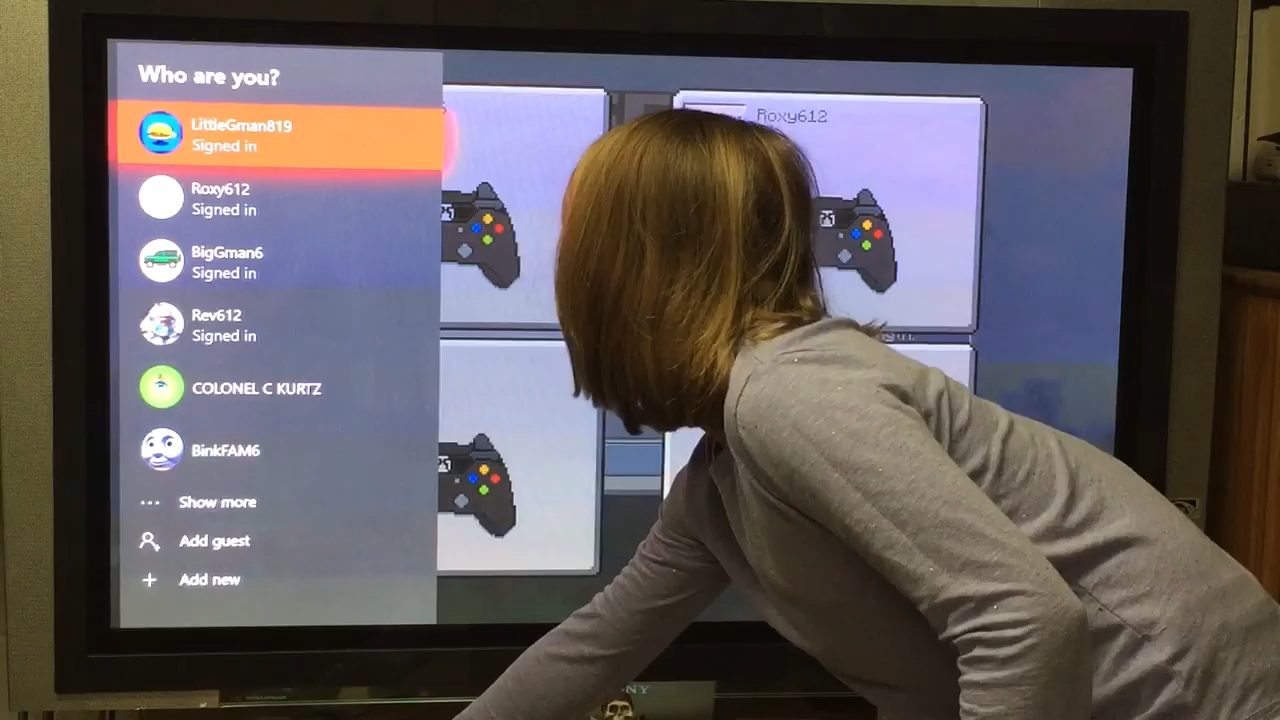 Who are you?
LittleGman819
Signed in
Roxy612
Signed in
BigGman6
Signed in
Rev612
Signed in
COLONEL C KURTZ
BinkFAM6
Show more
Add guest
Add new
Roxy612